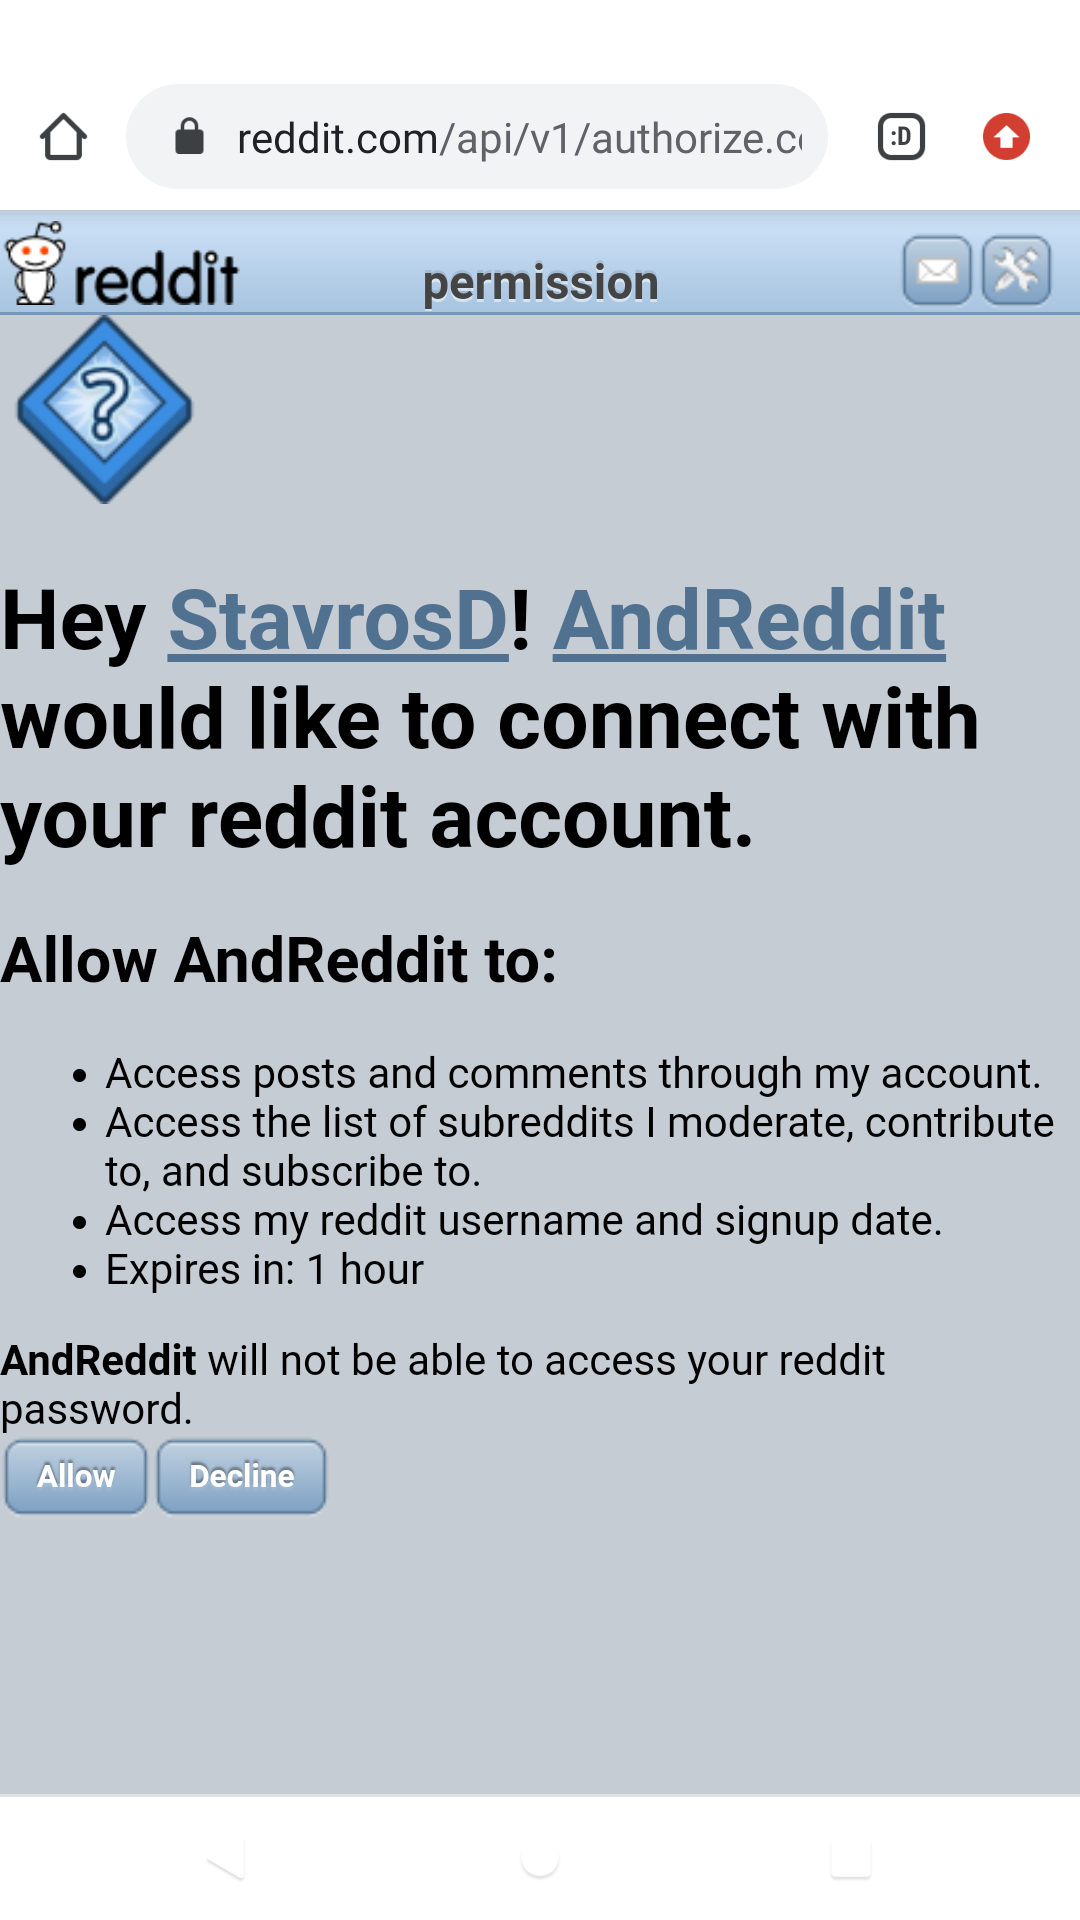 reddit.com/api/v1/authorize.c
:D
reddit
permission
?
Hey StavrosD! AndReddit
would like to connect with
your reddit account.
Allow AndReddit to:
• Access posts and comments through my account.
• Access the list of subreddits I moderate, contribute
to, and subscribe to.
• Access my reddit username and signup date.
• Expires in: 1 hour
AndReddit will not be able to access your reddit
password.
Allow Decline